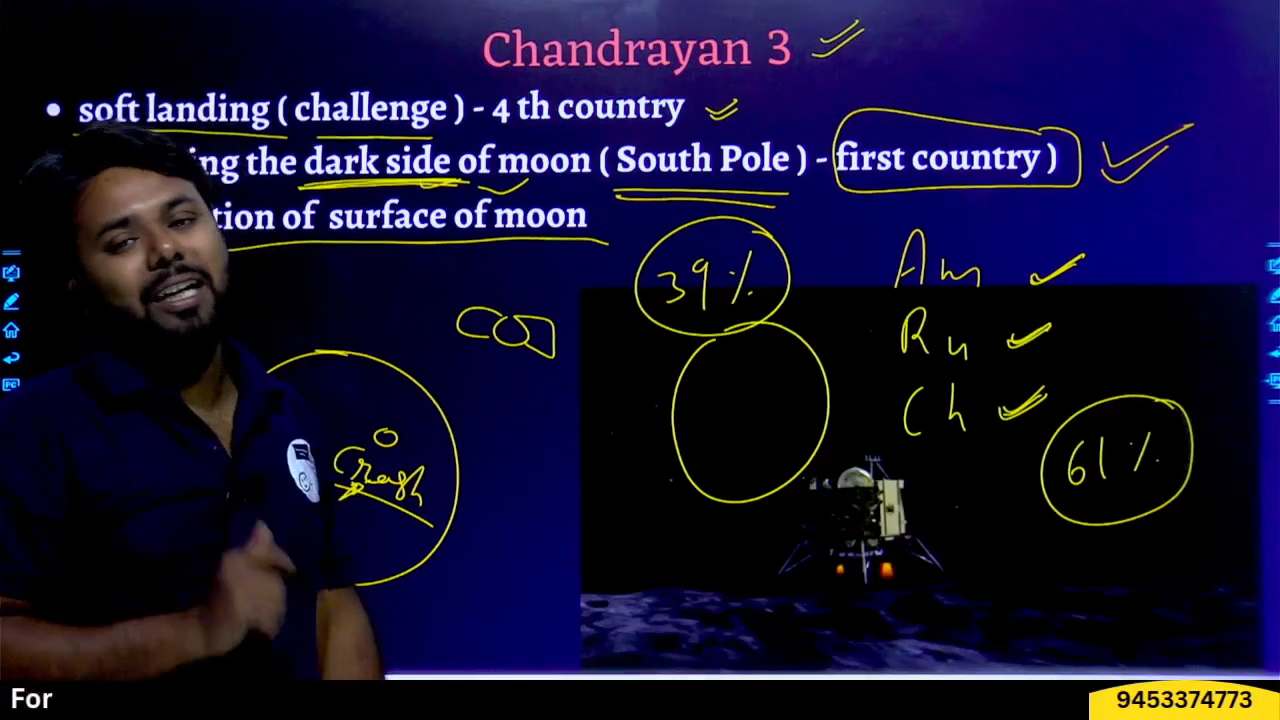 Chandrayan 3
• soft landing ( challenge ) - 4 th country
ing the dark side of moon ( South Pole ) - first country )
tion of surface of moon
39 %
Am
Ru
Ch
61 %
Crash
For
9453374773